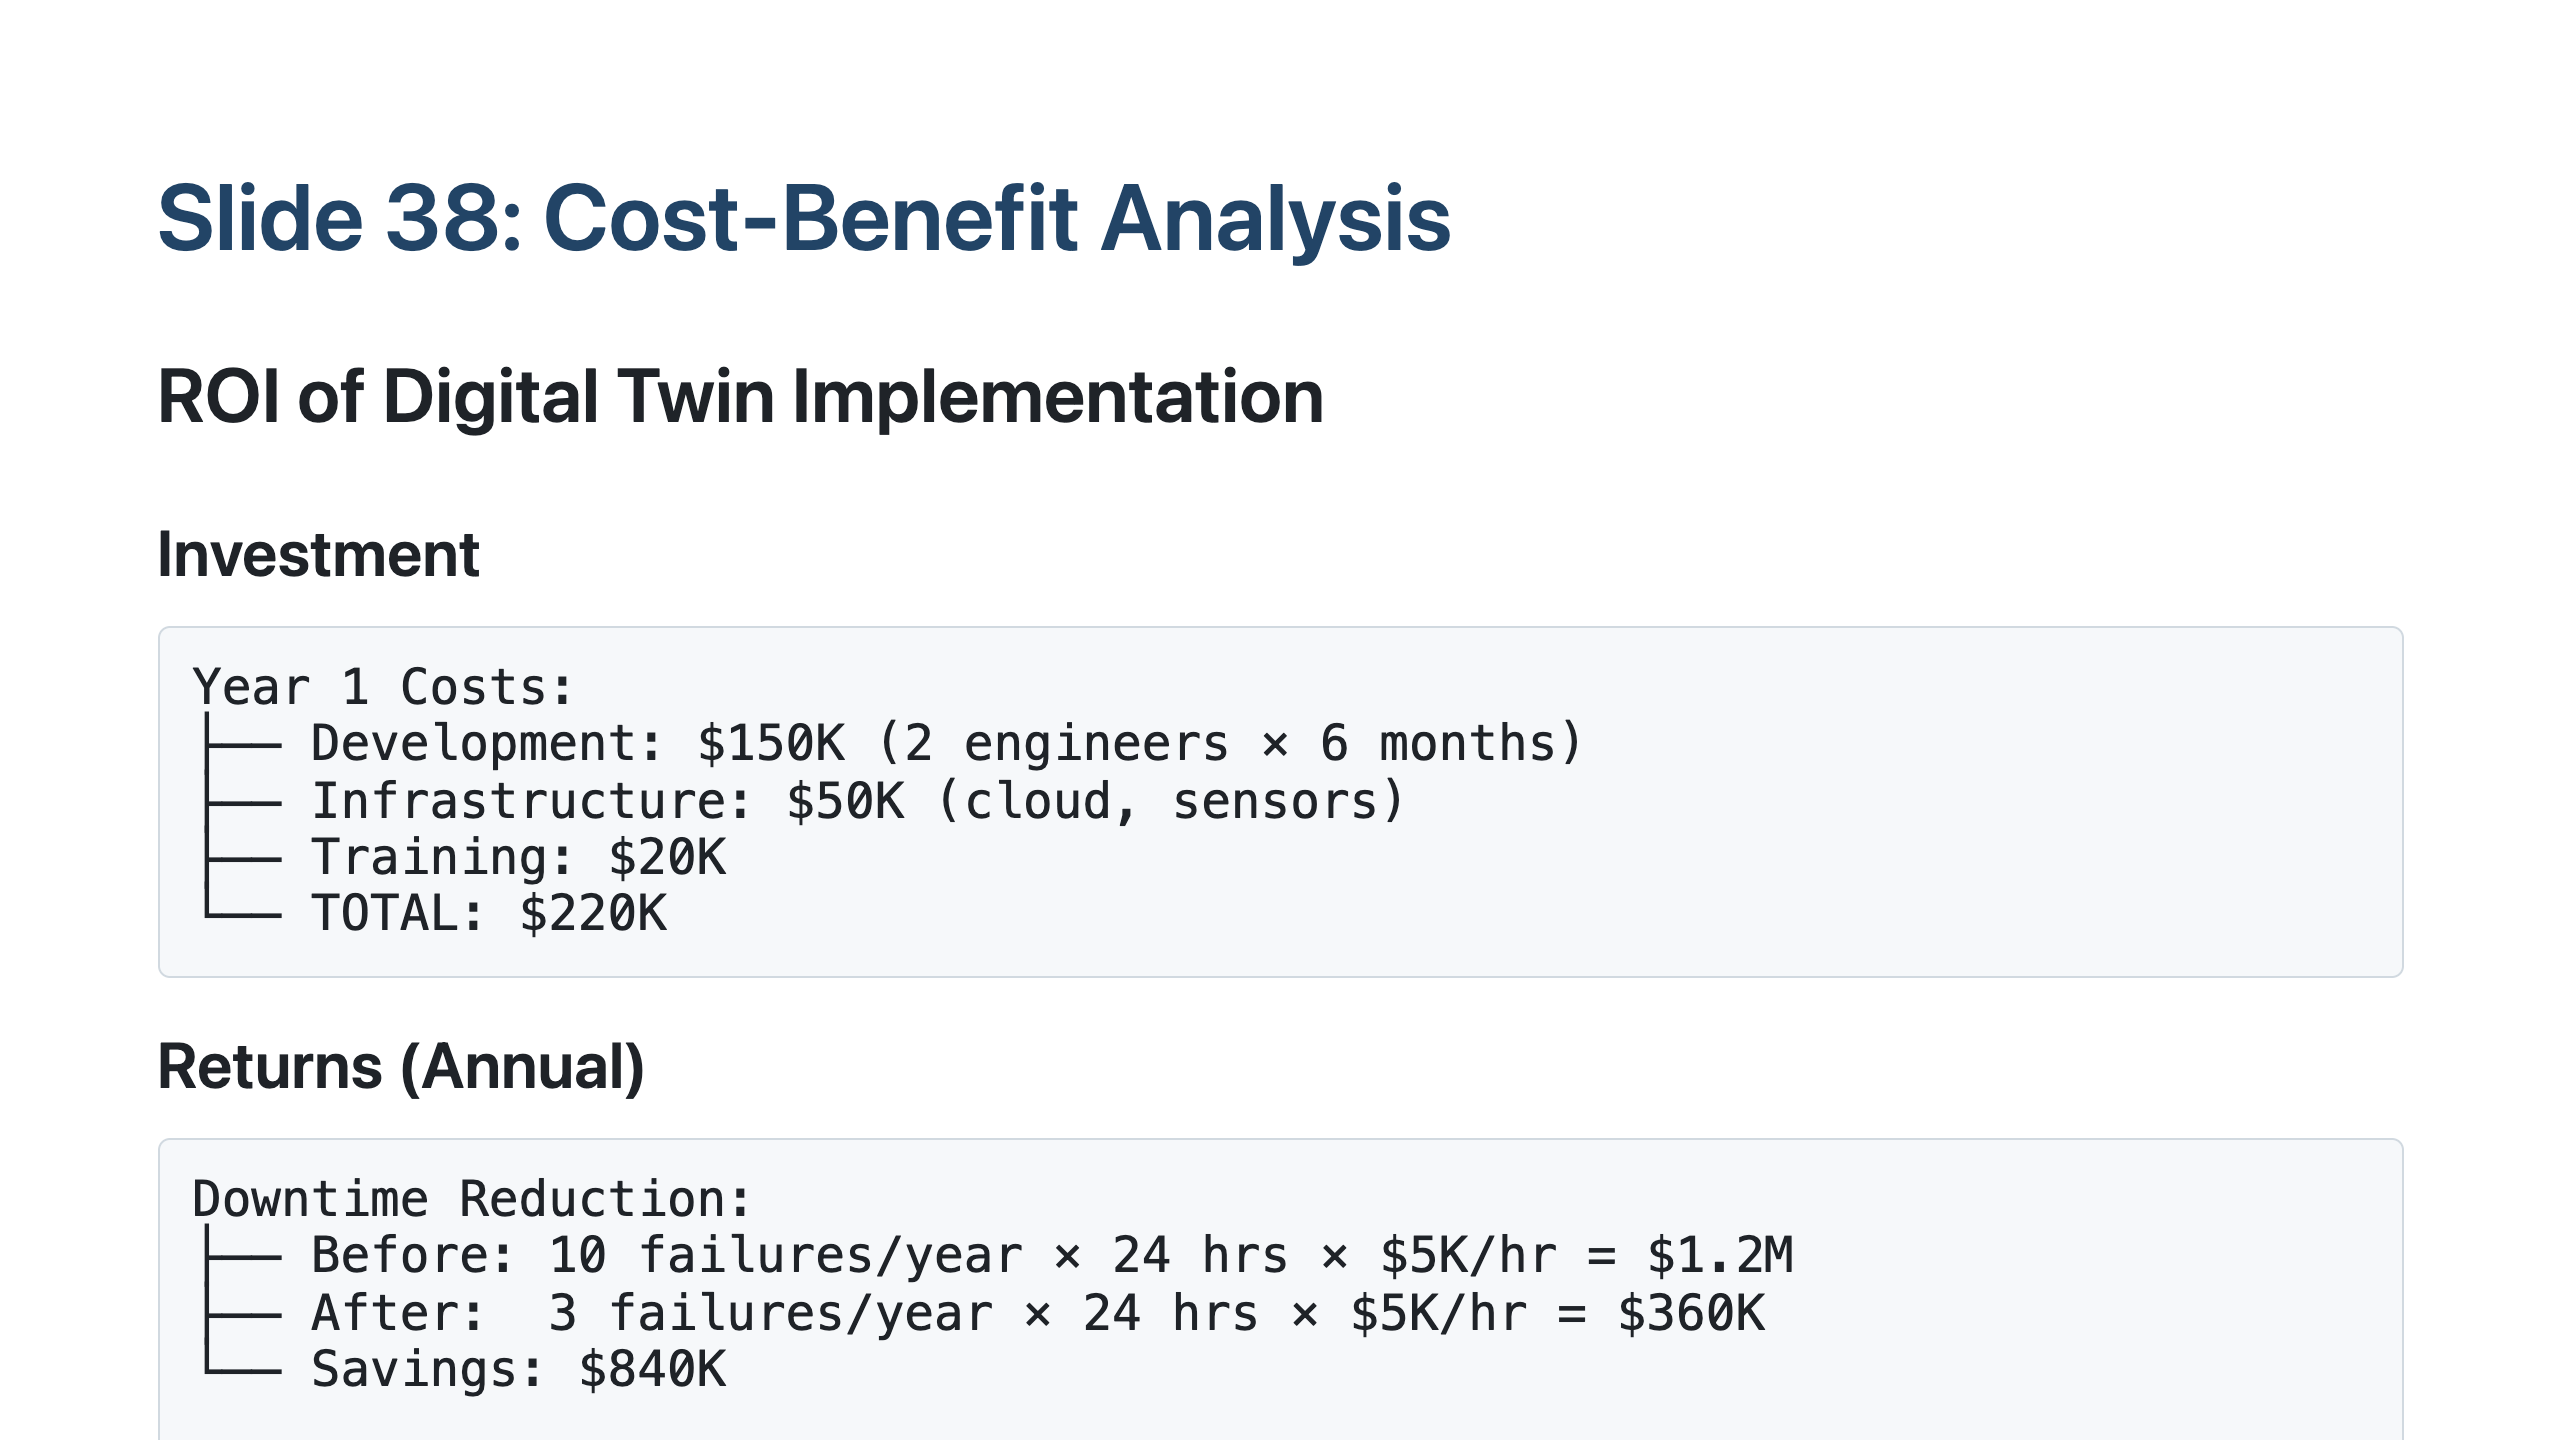 Slide 38: Cost-Benefit Analysis
ROI of Digital Twin Implementation
Investment
Year 1 Costs:
├── Development: $150K (2 engineers × 6 months)
├── Infrastructure: $50K (cloud, sensors)
├── Training: $20K
└── TOTAL: $220K
Returns (Annual)
Downtime Reduction:
├── Before: 10 failures/year × 24 hrs × $5K/hr = $1.2M
├── After:  3 failures/year × 24 hrs × $5K/hr = $360K
└── Savings: $840K